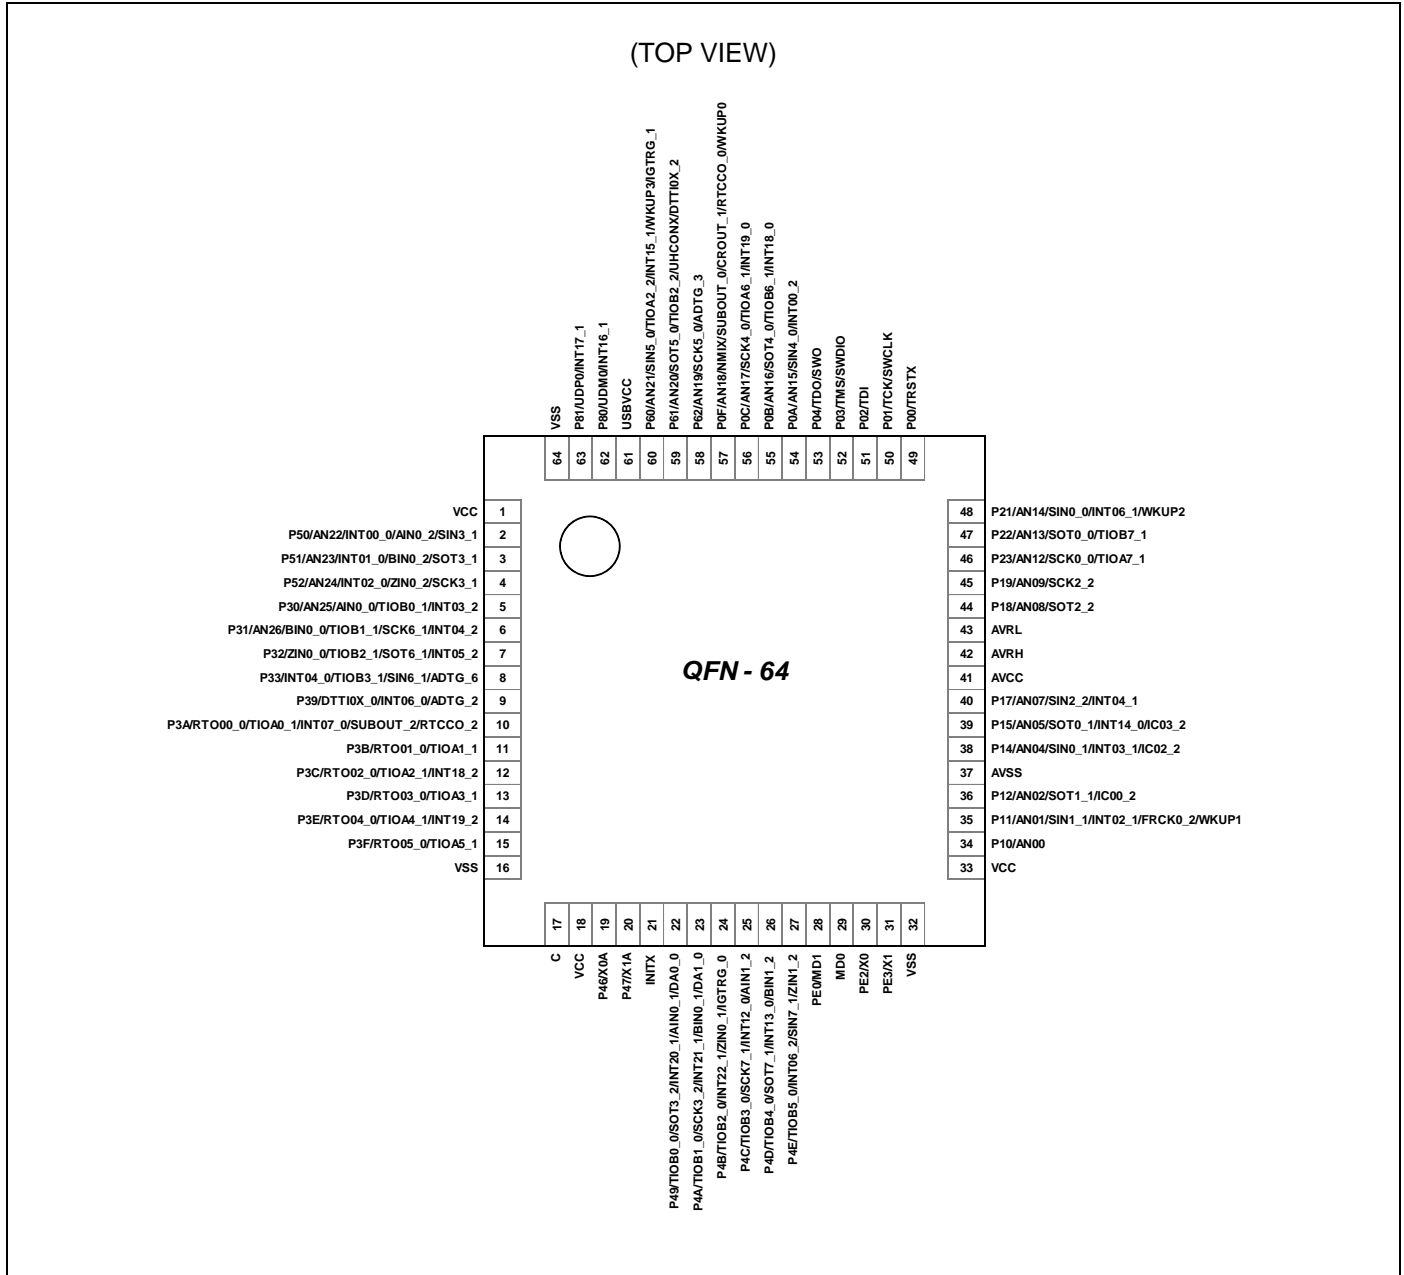 (TOP VIEW)
VSS
P81/UDP0/INT17_1
P80/UDM0/INT16_1
USBVCC
P60/AN21/SIN5_0/TIOA2_2/INT15_1/WKUP3/IGTRG_1
P61/AN20/SOT5_0/TIOB2_2/UHCONX/DTTI0X_2
P62/AN19/SCK5_0/ADTG_3
P0F/AN18/NMIX/SUBOUT_0/CROUT_1/RTCCO_0/WKUP0
P0C/AN17/SCK4_0/TIOA6_1/INT19_0
P0B/AN16/SOT4_0/TIOB6_1/INT18_0
P0A/AN15/SIN4_0/INT00_2
P04/TDO/SWO
P03/TMS/SWDIO
P02/TDI
P01/TCK/SWCLK
P00/TRSTX
64 63 62 61 60 59 58 57 56 55 54 53 52 51 50 49
VCC 1
P50/AN22/INT00_0/AIN0_2/SIN3_1 2
P51/AN23/INT01_0/BIN0_2/SOT3_1 3
P52/AN24/INT02_0/ZIN0_2/SCK3_1 4
P30/AN25/AIN0_0/TIOB0_1/INT03_2 5
P31/AN26/BIN0_0/TIOB1_1/SCK6_1/INT04_2 6
P32/ZIN0_0/TIOB2_1/SOT6_1/INT05_2 7
P33/INT04_0/TIOB3_1/SIN6_1/ADTG_6 8
P39/DTTI0X_0/INT06_0/ADTG_2 9
P3A/RTO00_0/TIOA0_1/INT07_0/SUBOUT_2/RTCCO_2 10
P3B/RTO01_0/TIOA1_1 11
P3C/RTO02_0/TIOA2_1/INT18_2 12
P3D/RTO03_0/TIOA3_1 13
P3E/RTO04_0/TIOA4_1/INT19_2 14
P3F/RTO05_0/TIOA5_1 15
VSS 16
QFN - 64
48 P21/AN14/SIN0_0/INT06_1/WKUP2
47 P22/AN13/SOT0_0/TIOB7_1
46 P23/AN12/SCK0_0/TIOA7_1
45 P19/AN09/SCK2_2
44 P18/AN08/SOT2_2
43 AVRL
42 AVRH
41 AVCC
40 P17/AN07/SIN2_2/INT04_1
39 P15/AN05/SOT0_1/INT14_0/IC03_2
38 P14/AN04/SIN0_1/INT03_1/IC02_2
37 AVSS
36 P12/AN02/SOT1_1/IC00_2
35 P11/AN01/SIN1_1/INT02_1/FRCK0_2/WKUP1
34 P10/AN00
33 VCC
17 18 19 20 21 22 23 24 25 26 27 28 29 30 31 32
C
VCC
P46/X0A
P47/X1A
INITX
P49/TIOB0_0/SOT3_2/INT20_1/AIN0_1/DA0_0
P4A/TIOB1_0/SCK3_2/INT21_1/BIN0_1/DA1_0
P4B/TIOB2_0/INT22_1/ZIN0_1/IGTRG_0
P4C/TIOB3_0/SCK7_1/INT12_0/AIN1_2
P4D/TIOB4_0/SOT7_1/INT13_0/BIN1_2
P4E/TIOB5_0/INT06_2/SIN7_1/ZIN1_2
PE0/MD1
MD0
PE2/X0
PE3/X1
VSS